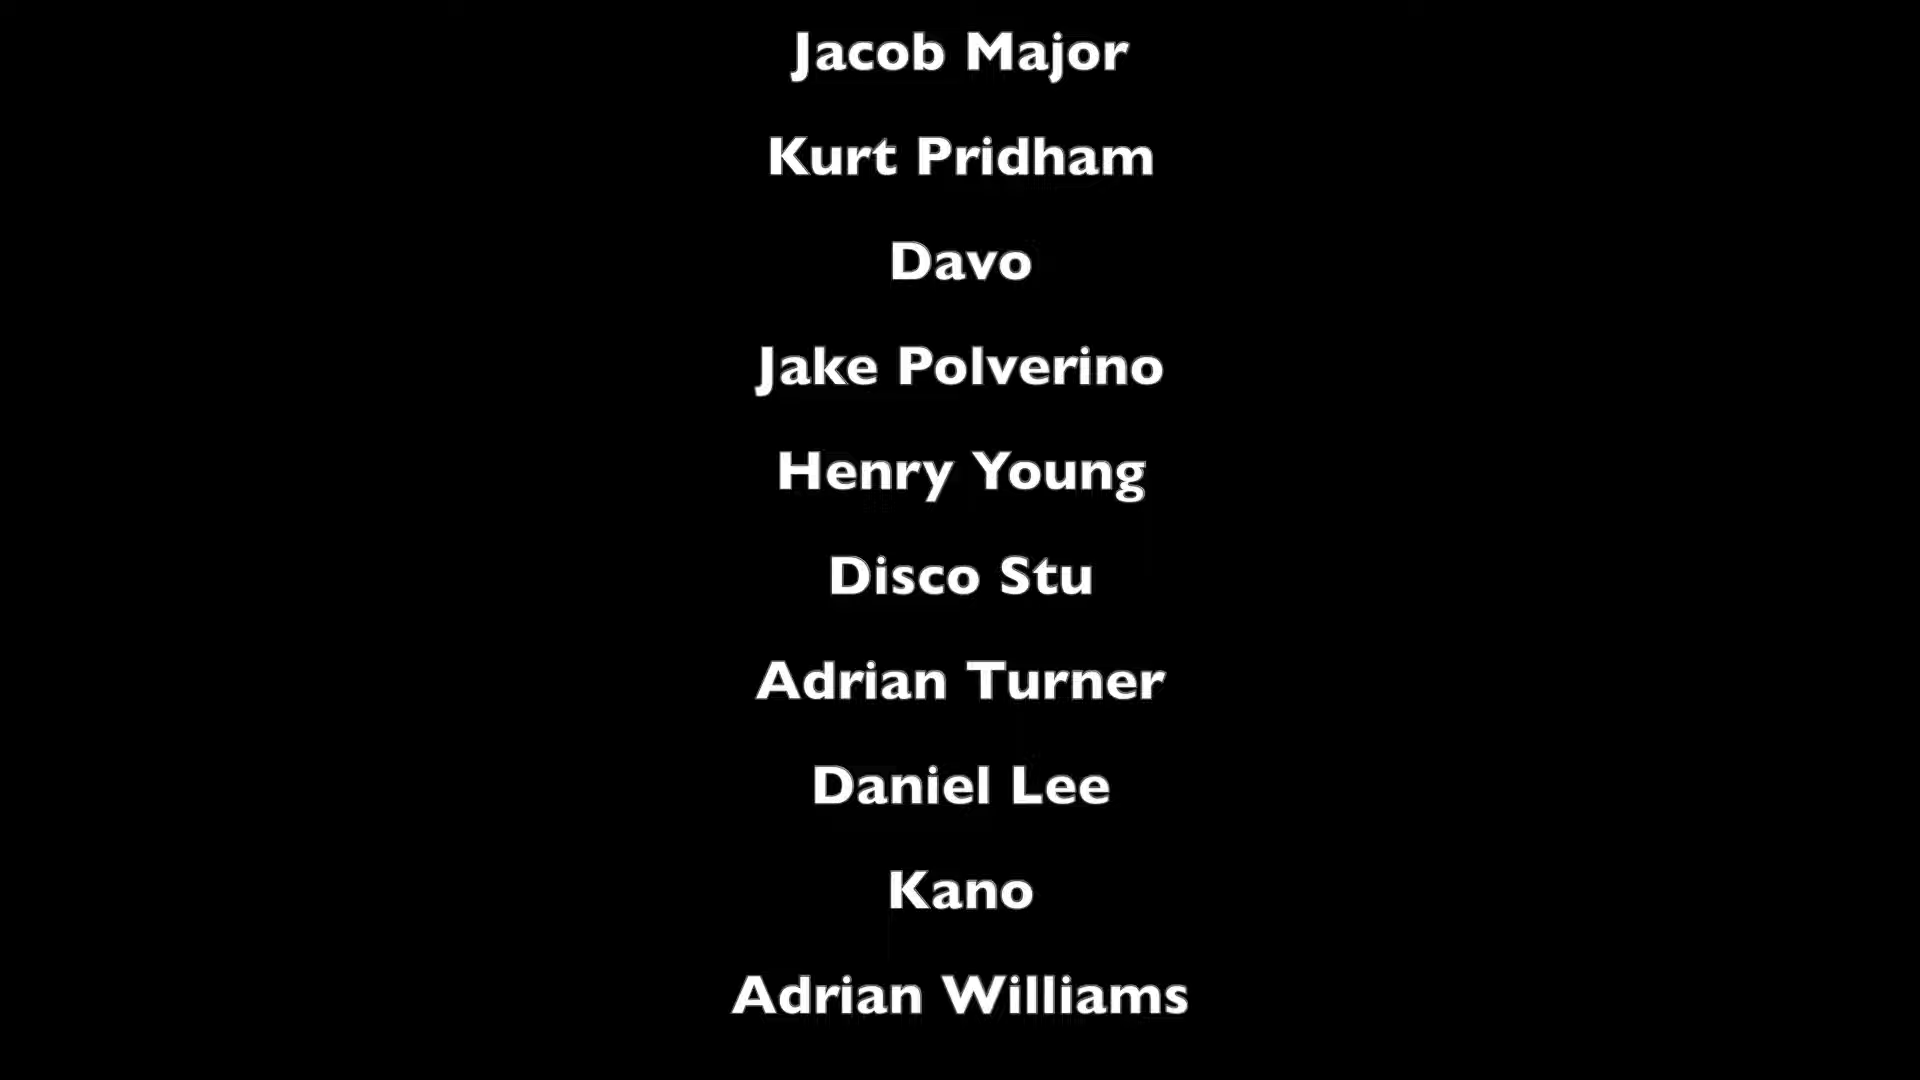 Jacob Major
Kurt Pridham
Davo
Jake Polverino
Henry Young
Disco Stu
Adrian Turner
Daniel Lee
Kano
Adrian Williams